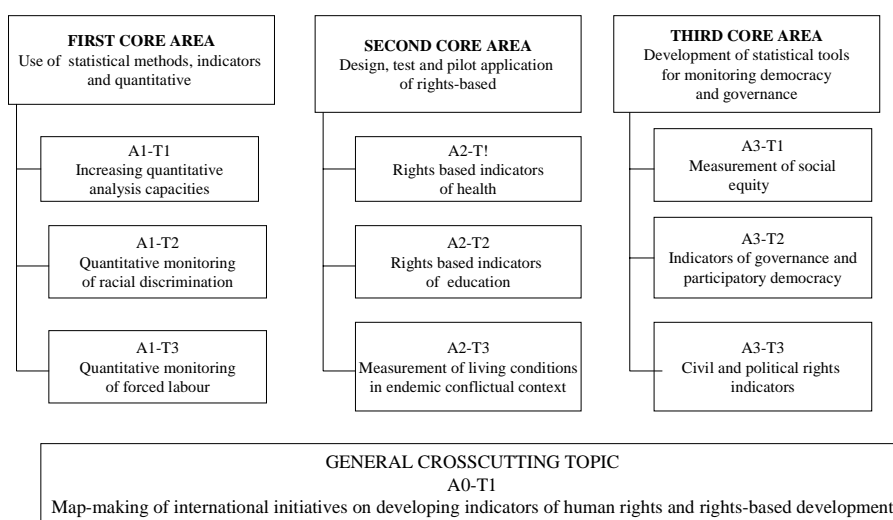 FIRST CORE AREA
Use of statistical methods, indicators
and quantitative
A1-T1
Increasing quantitative
analysis capacities
A1-T2
Quantitative monitoring
of racial discrimination
A1-T3
Quantitative monitoring
of forced labour
SECOND CORE AREA
Design, test and pilot application
of rights-based
A2-T!
Rights based indicators
of health
A2-T2
Rights based indicators
of education
A2-T3
Measurement of living conditions
in endemic conflictual context
THIRD CORE AREA
Development of statistical tools
for monitoring democracy
and governance
A3-T1
Measurement of social
equity
A3-T2
Indicators of governance and
participatory democracy
A3-T3
Civil and political rights
indicators
GENERAL CROSSCUTTING TOPIC
A0-T1
Map-making of international initiatives on developing indicators of human rights and rights-based development